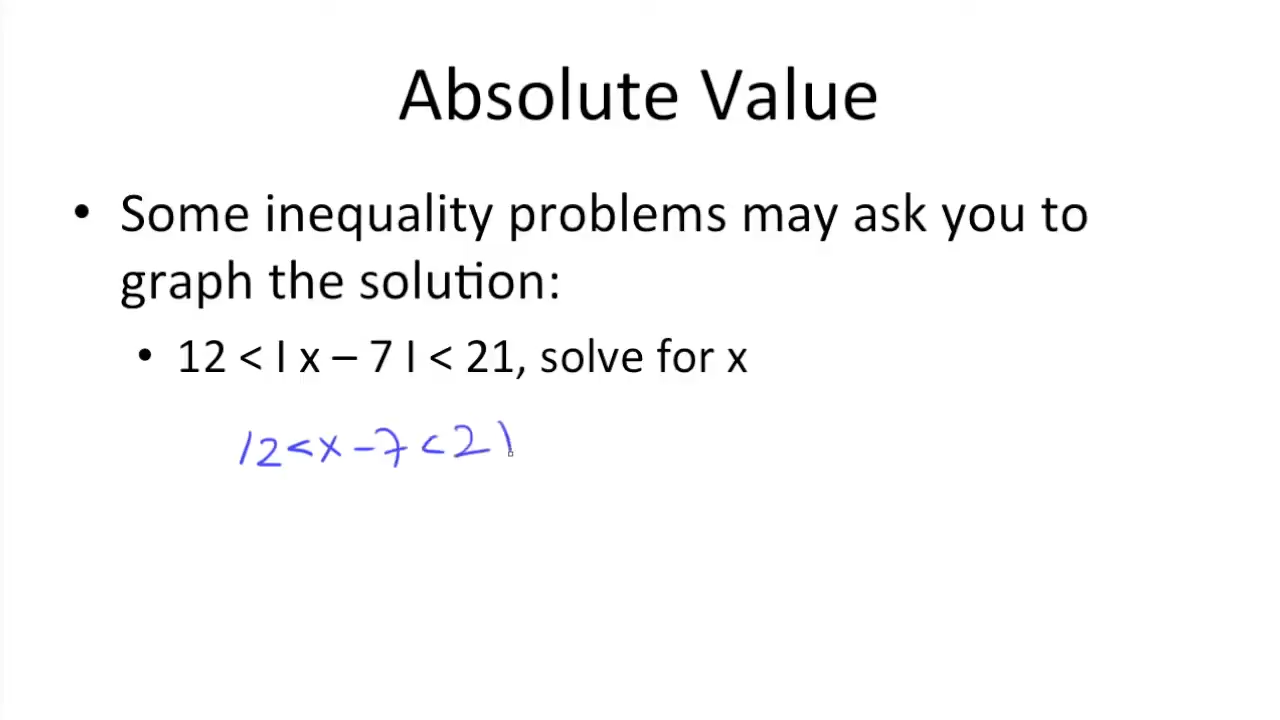 Absolute Value
• Some inequality problems may ask you to
graph the solution:
• 12 < I x – 7 I < 21, solve for x
12 < x - 7 < 21